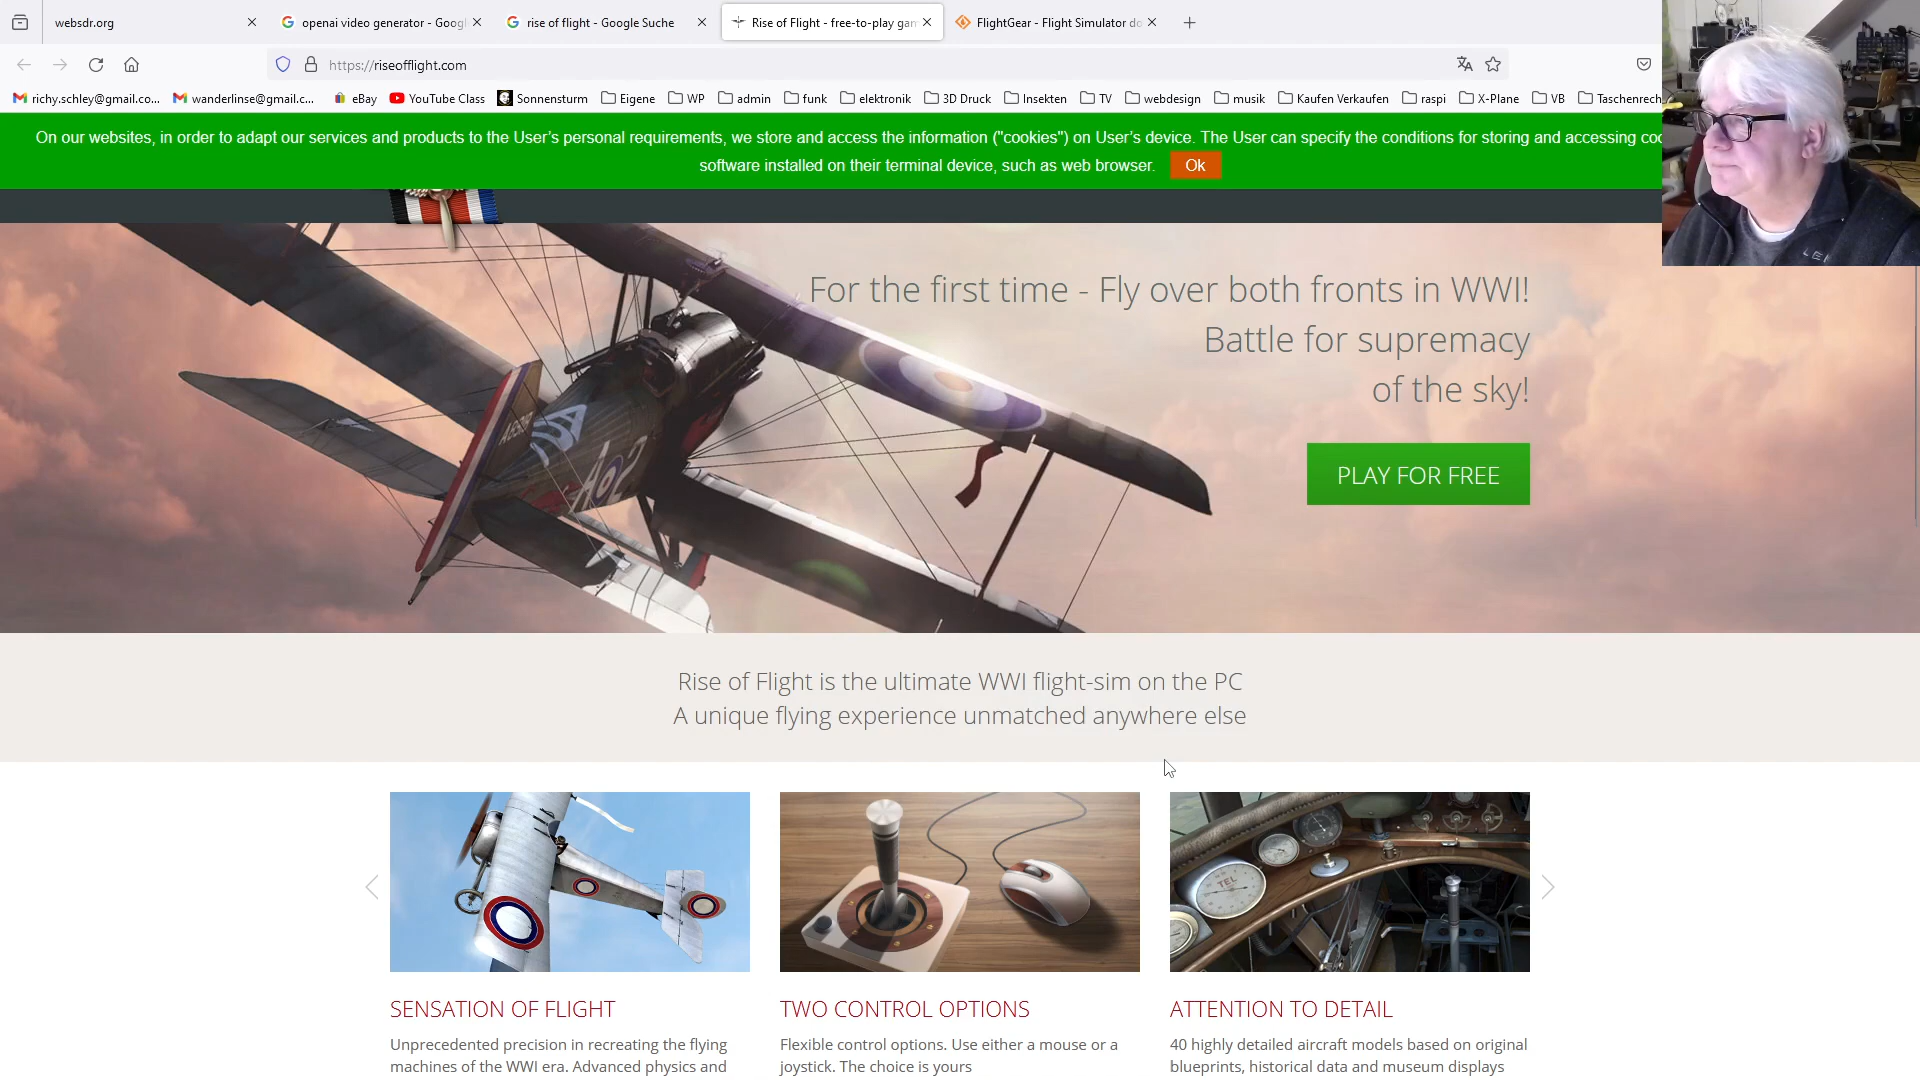 websdr.org
openai video generator - Googl
rise of flight - Google Suche
Rise of Flight - free-to-play gam
FlightGear - Flight Simulator do
https://riseofflight.com
richy.schley@gmail.co...
wanderlinse@gmail.c...
eBay
YouTube Class
Sonnensturm
Eigene
WP
admin
funk
elektronik
3D Druck
Insekten
TV
webdesign
musik
Kaufen Verkaufen
raspi
X-Plane
VB
Taschenrech
On our websites, in order to adapt our services and products to the User's personal requirements, we store and access the information ("cookies") on User's device. The User can specify the conditions for storing and accessing coo
software installed on their terminal device, such as web browser. Ok
For the first time - Fly over both fronts in WWI!
Battle for supremacy
of the sky!
PLAY FOR FREE
Rise of Flight is the ultimate WWI flight-sim on the PC
A unique flying experience unmatched anywhere else
SENSATION OF FLIGHT
Unprecedented precision in recreating the flying
machines of the WWI era. Advanced physics and
TWO CONTROL OPTIONS
Flexible control options. Use either a mouse or a
joystick. The choice is yours
ATTENTION TO DETAIL
40 highly detailed aircraft models based on original
blueprints, historical data and museum displays